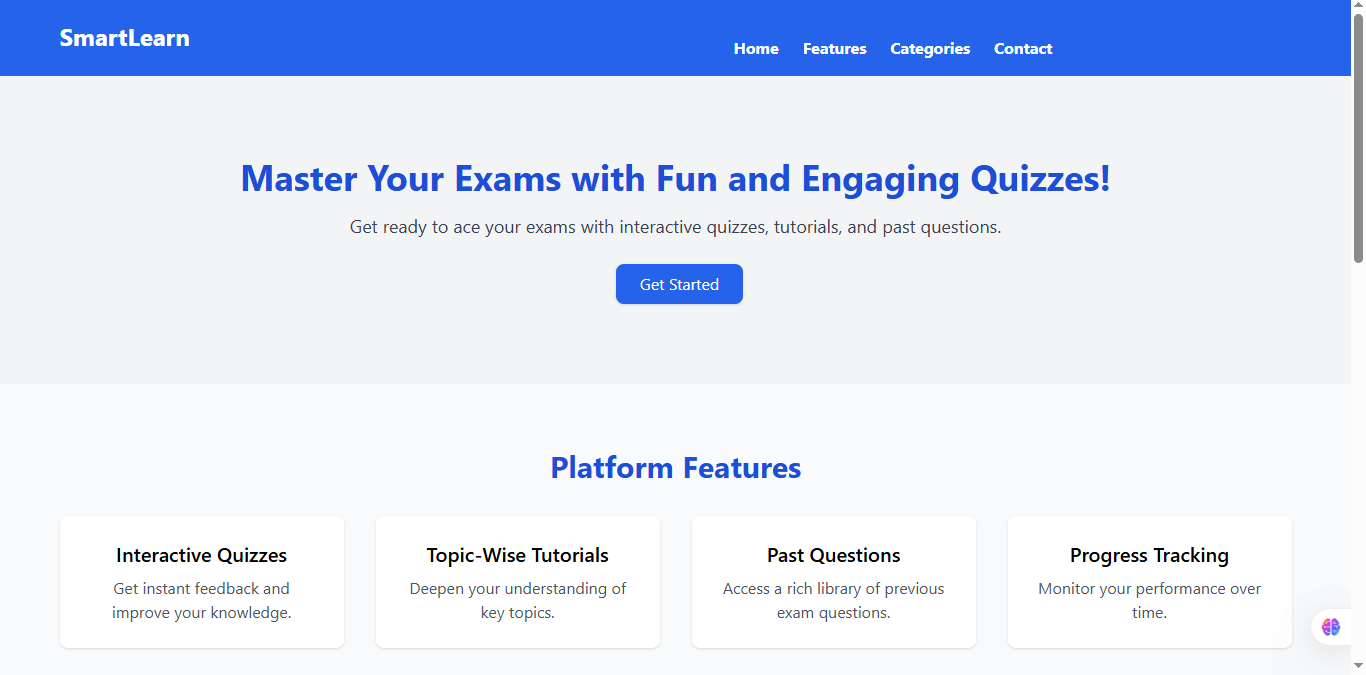 SmartLearn
Home Features Categories Contact
Master Your Exams with Fun and Engaging Quizzes!
Get ready to ace your exams with interactive quizzes, tutorials, and past questions.
Get Started
Platform Features
Interactive Quizzes
Get instant feedback and
improve your knowledge.
Topic-Wise Tutorials
Deepen your understanding of
key topics.
Past Questions
Access a rich library of previous
exam questions.
Progress Tracking
Monitor your performance over
time.